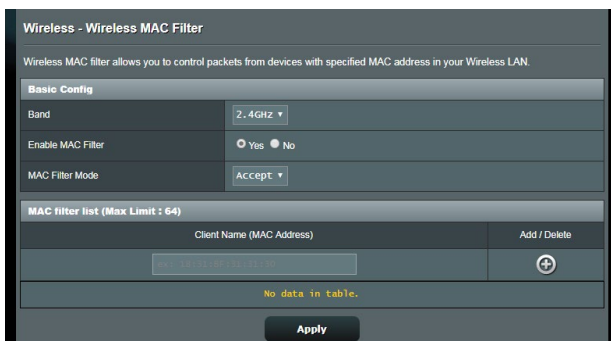 Wireless - Wireless MAC Filter
Wireless MAC filter allows you to control packets from devices with specified MAC address in your Wireless LAN.
Basic Config
Band 2.4GHz
Enable MAC Filter Yes No
MAC Filter Mode Accept
MAC filter list (Max Limit : 64)
Client Name (MAC Address) Add / Delete
No data in table.
Apply